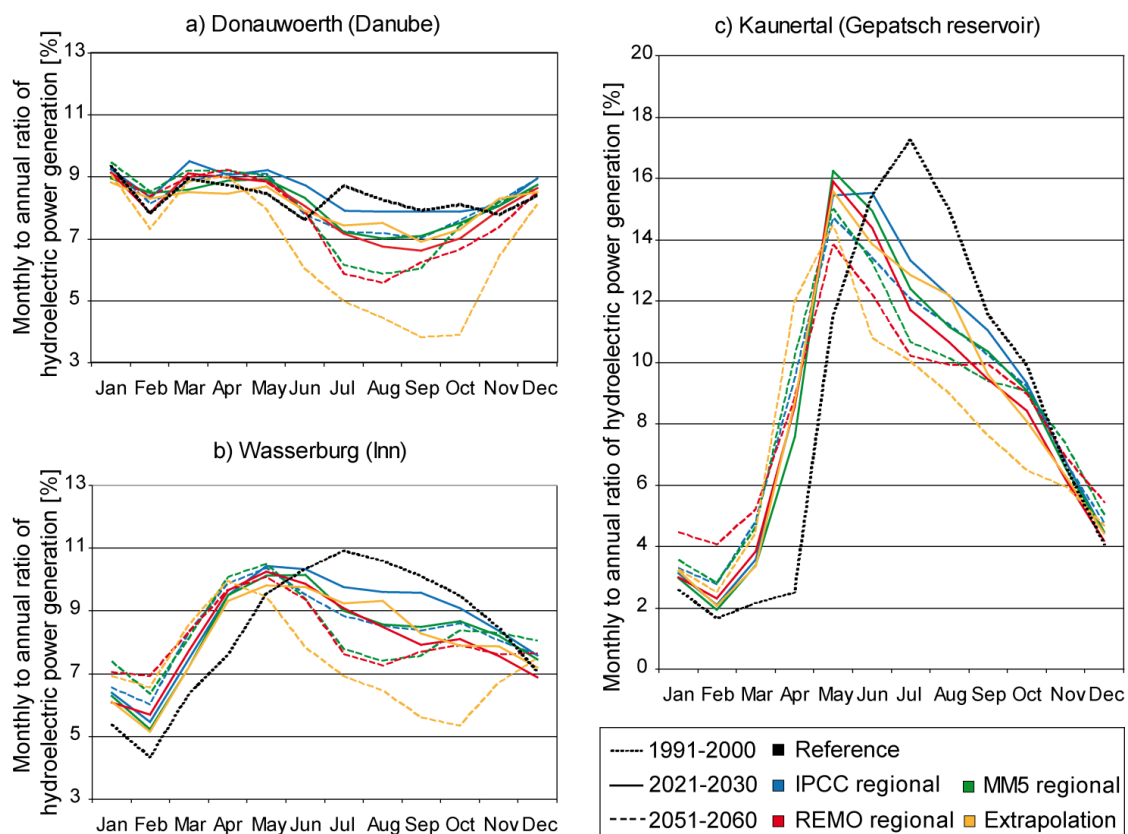 a) Donauwoerth (Danube)
Monthly to annual ratio of
hydroelectric power generation [%]
13
11
9
7
5
3
Jan Feb Mar Apr May Jun Jul Aug Sep Oct Nov Dec
b) Wasserburg (Inn)
Monthly to annual ratio of
hydroelectric power generation [%]
13
11
9
7
5
3
Jan Feb Mar Apr May Jun Jul Aug Sep Oct Nov Dec
c) Kaunertal (Gepatsch reservoir)
Monthly to annual ratio of hydroelectric power generation [%]
20
18
16
14
12
10
8
6
4
2
0
Jan Feb Mar Apr May Jun Jul Aug Sep Oct Nov Dec
1991-2000 Reference
2021-2030 IPCC regional MM5 regional
2051-2060 REMO regional Extrapolation